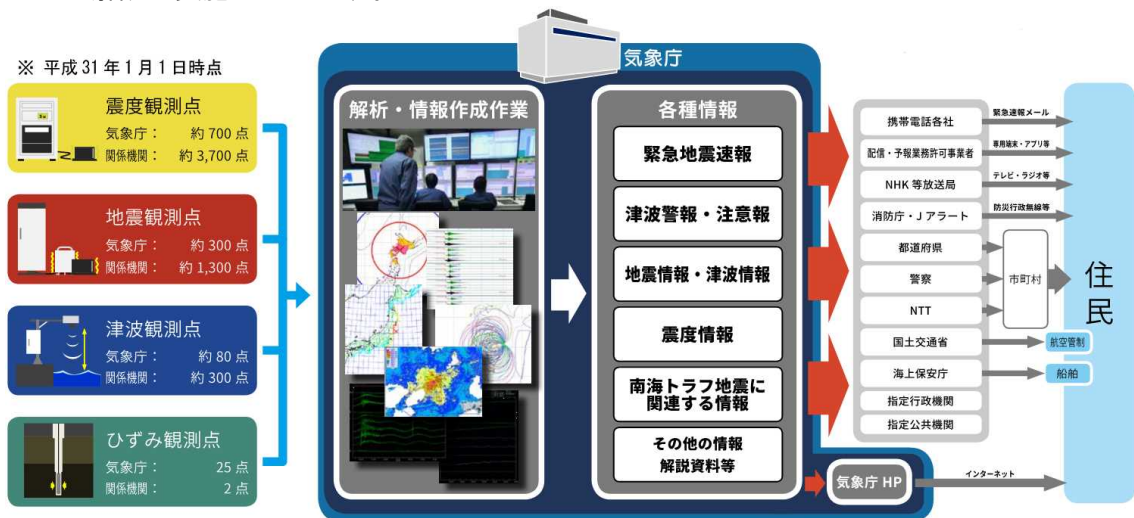 ※ 平成31年1月1日時点
震度観測点
気象庁： 約700点
関係機関： 約3,700点
地震観測点
気象庁： 約300点
関係機関： 約1,300点
津波観測点
気象庁： 約80点
関係機関： 約300点
ひずみ観測点
気象庁： 25点
関係機関： 2点
気象庁
解析・情報作成作業
各種情報
緊急地震速報
津波警報・注意報
地震情報・津波情報
震度情報
南海トラフ地震に
関連する情報
その他の情報
解説資料等
気象庁 HP
携帯電話各社
配信・予報業務許可事業者
NHK 等放送局
消防庁・Jアラート
都道府県
警察
NTT
国土交通省
海上保安庁
指定行政機関
指定公共機関
緊急速報メール
専用端末・アプリ等
テレビ・ラジオ等
防災行政無線等
市町村
航空管制
船舶
インターネット
住民